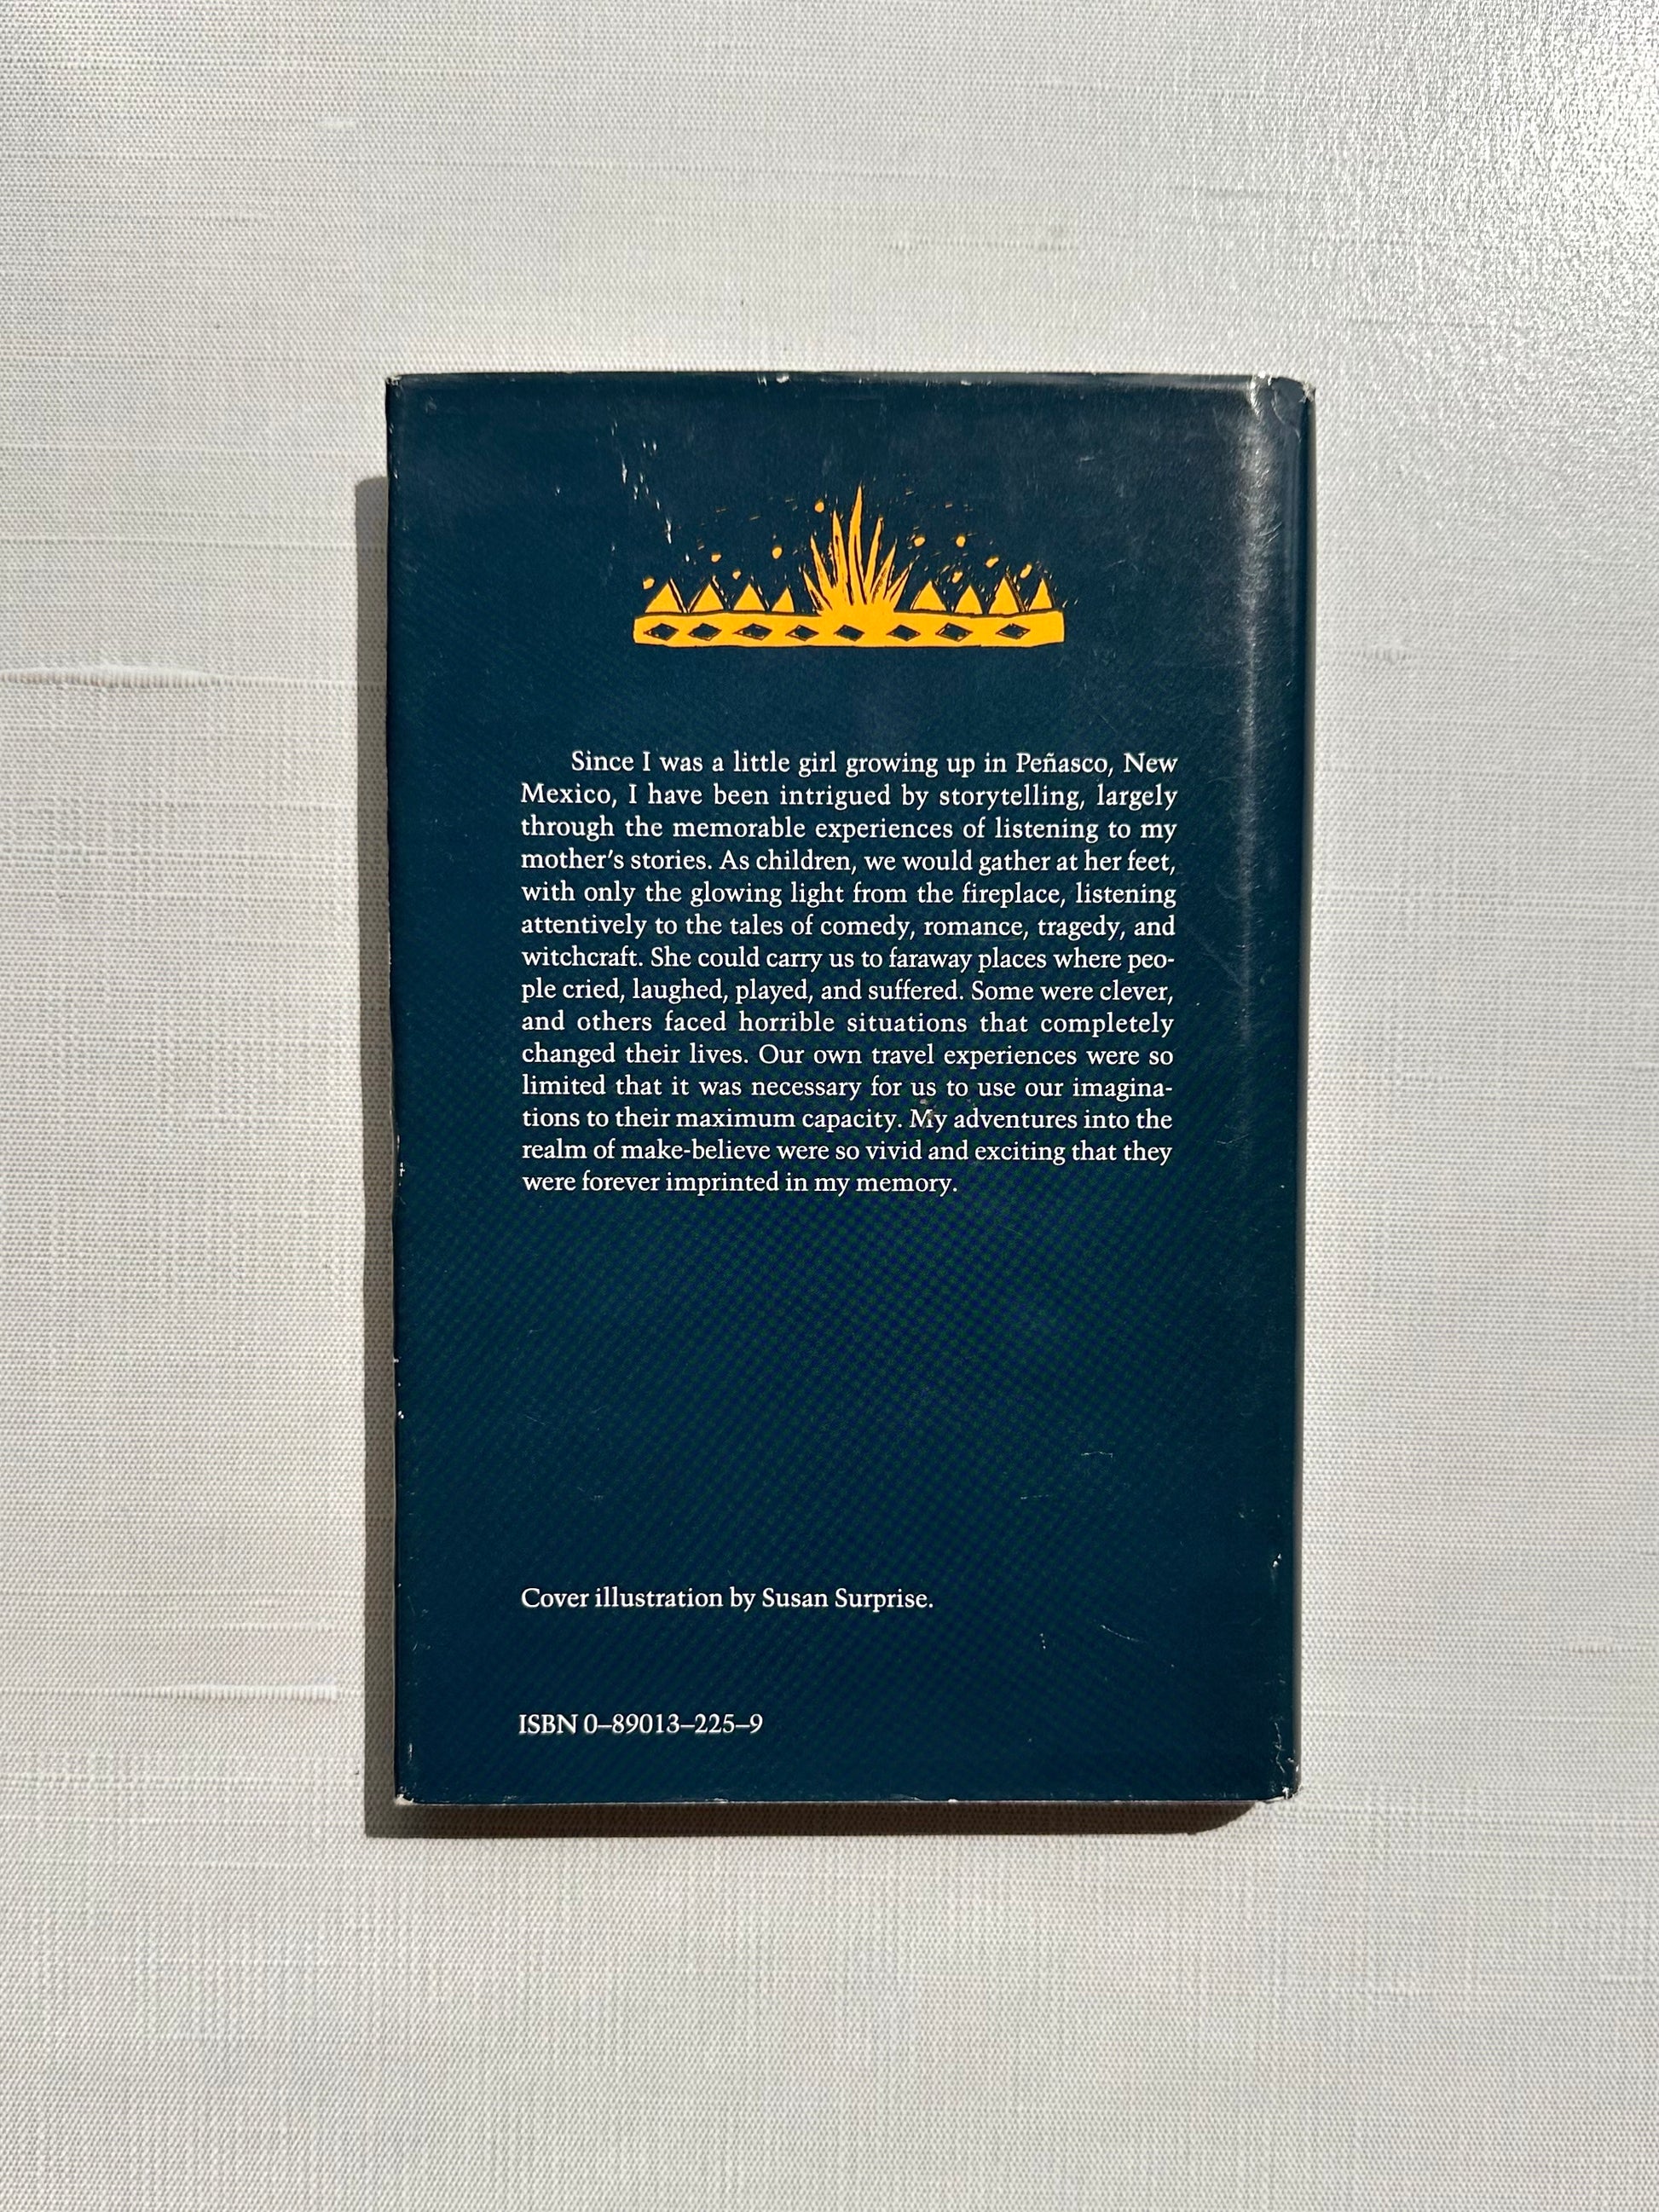 Since I was a little girl growing up in Peñasco, New
Mexico, I have been intrigued by storytelling, largely
through the memorable experiences of listening to my
mother's stories. As children, we would gather at her feet,
with only the glowing light from the fireplace, listening
attentively to the tales of comedy, romance, tragedy, and
witchcraft. She could carry us to faraway places where peo-
ple cried, laughed, played, and suffered. Some were clever,
and others faced horrible situations that completely
changed their lives. Our own travel experiences were so
limited that it was necessary for us to use our imagina-
tions to their maximum capacity. My adventures into the
realm of make-believe were so vivid and exciting that they
were forever imprinted in my memory.
Cover illustration by Susan Surprise.
ISBN 0–89013–225–9